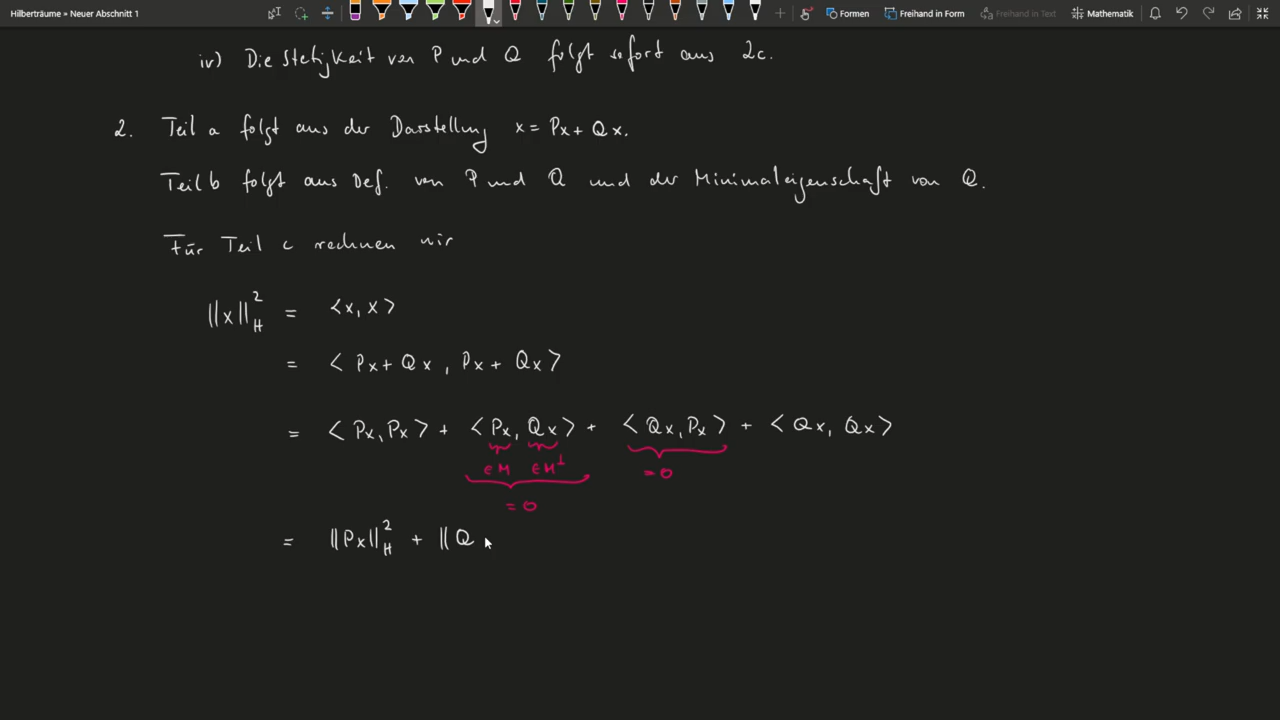 Hilberträume » Neuer Abschnitt 1 Formen Freihand in Form Freihand in Text Mathematik
iv) Die Stetigkeit von P und Q folgt sofort aus 2c.
2. Teil a folgt aus der Darstellung x = Px + Qx.
Teil b folgt aus Def. von P und Q und der Minimaleigenschaft von Q.
Für Teil c rechnen wir
||x||²_H = <x, x>
= < Px + Qx , Px + Qx >
= < Px, Px > + < Px, Qx > + < Qx, Px > + < Qx, Qx >
∈ M ∈ M^⊥ = 0
= 0
= ||Px||²_H + ||Q